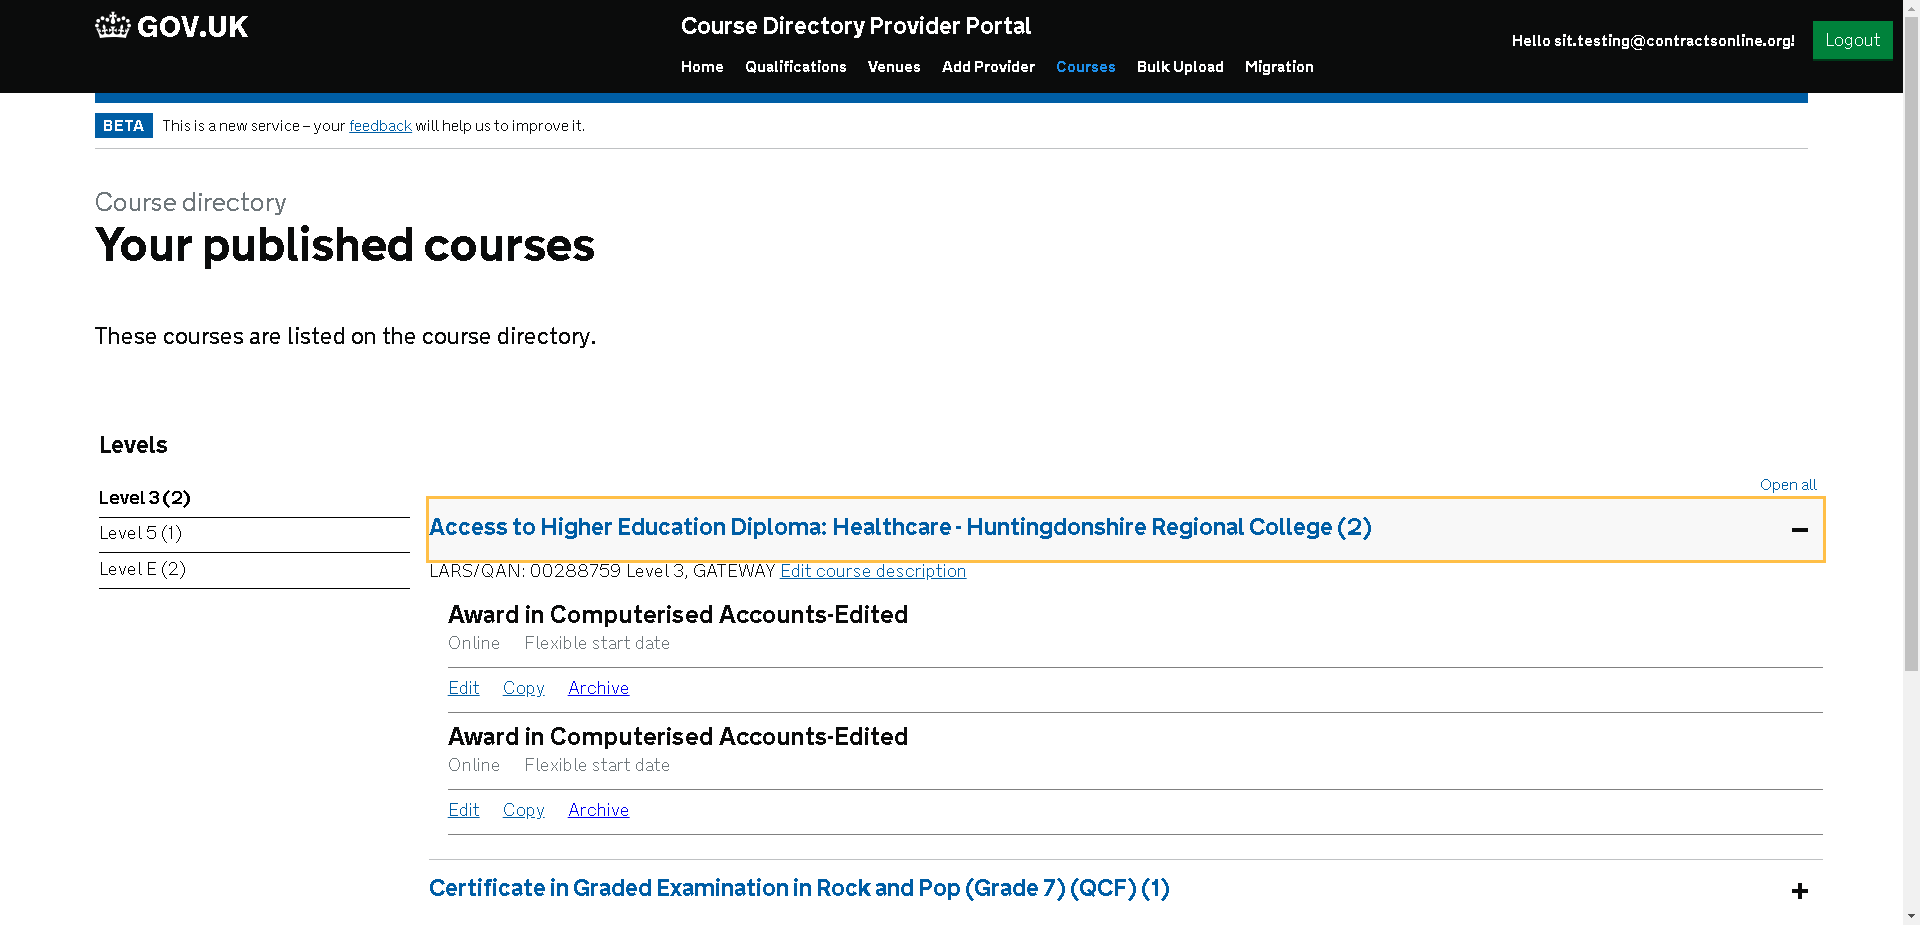 GOV.UK
Course Directory Provider Portal
Hello sit.testing@contractsonline.org!
Logout
Home Qualifications Venues Add Provider Courses Bulk Upload Migration
BETA This is a new service – your feedback will help us to improve it.
Course directory
Your published courses
These courses are listed on the course directory.
Levels
Level 3 (2)
Level 5 (1)
Level E (2)
Open all
Access to Higher Education Diploma: Healthcare - Huntingdonshire Regional College (2)
LARS/QAN: 00288759 Level 3, GATEWAY Edit course description
Award in Computerised Accounts-Edited
Online Flexible start date
Edit Copy Archive
Award in Computerised Accounts-Edited
Online Flexible start date
Edit Copy Archive
Certificate in Graded Examination in Rock and Pop (Grade 7) (QCF) (1)